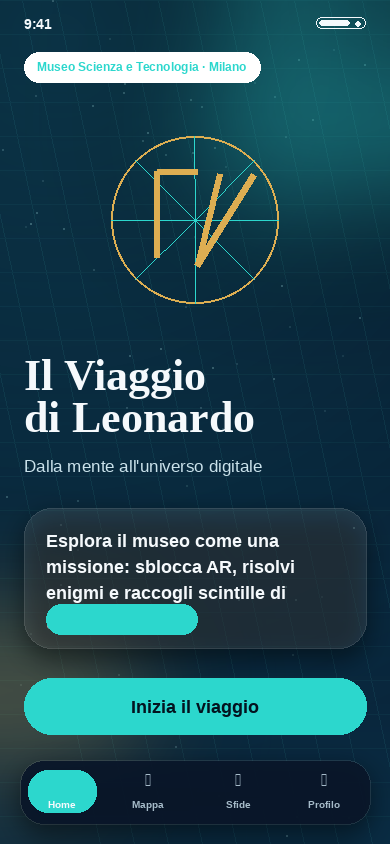 9:41
Museo Scienza e Tecnologia · Milano
Il Viaggio
di Leonardo
Dalla mente all'universo digitale
Esplora il museo come una
missione: sblocca AR, risolvi
enigmi e raccogli scintille di
Inizia il viaggio
Home
Mappa
Sfide
Profilo